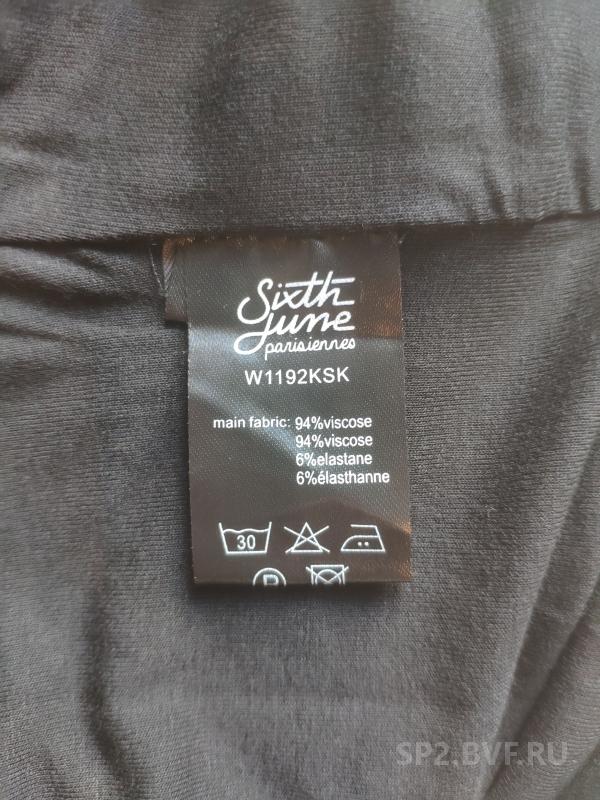 Sixth
June
parisiennes
W1192KSK
main fabric: 94%viscose
94%viscose
6%elastane
6%élasthanne
30
P
SP2.BVF.RU